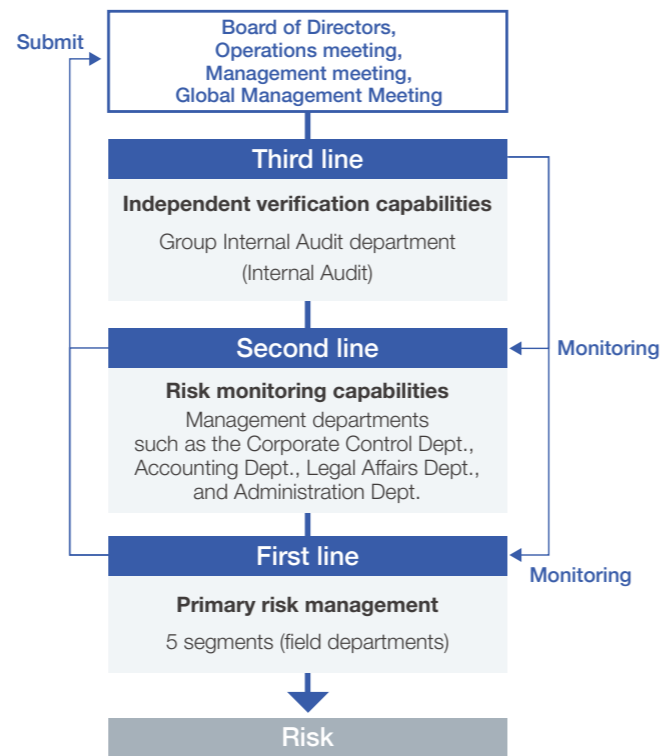 Submit
Board of Directors,
Operations meeting,
Management meeting,
Global Management Meeting
Third line
Independent verification capabilities
Group Internal Audit department
(Internal Audit)
Second line
Monitoring
Risk monitoring capabilities
Management departments
such as the Corporate Control Dept.,
Accounting Dept., Legal Affairs Dept.,
and Administration Dept.
First line
Monitoring
Primary risk management
5 segments (field departments)
Risk